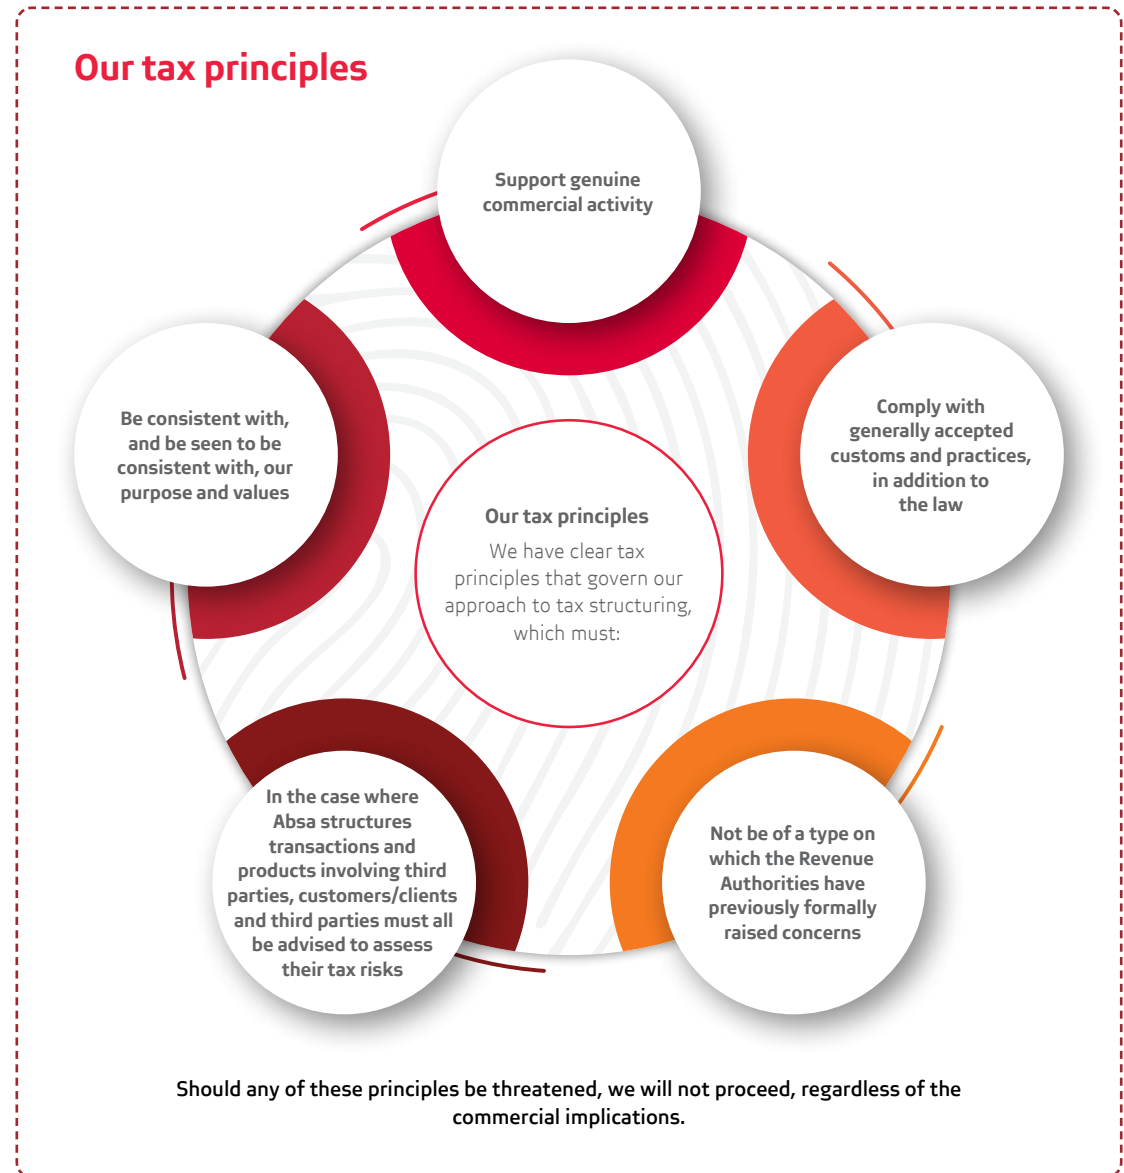 Our tax principles
Support genuine
commercial activity
Comply with
generally accepted
customs and practices,
in addition to
the law
Not be of a type on
which the Revenue
Authorities have
previously formally
raised concerns
In the case where
Absa structures
transactions and
products involving third
parties, customers/clients
and third parties must all
be advised to assess
their tax risks
Be consistent with,
and be seen to be
consistent with, our
purpose and values
Our tax principles
We have clear tax
principles that govern our
approach to tax structuring,
which must:
Should any of these principles be threatened, we will not proceed, regardless of the
commercial implications.